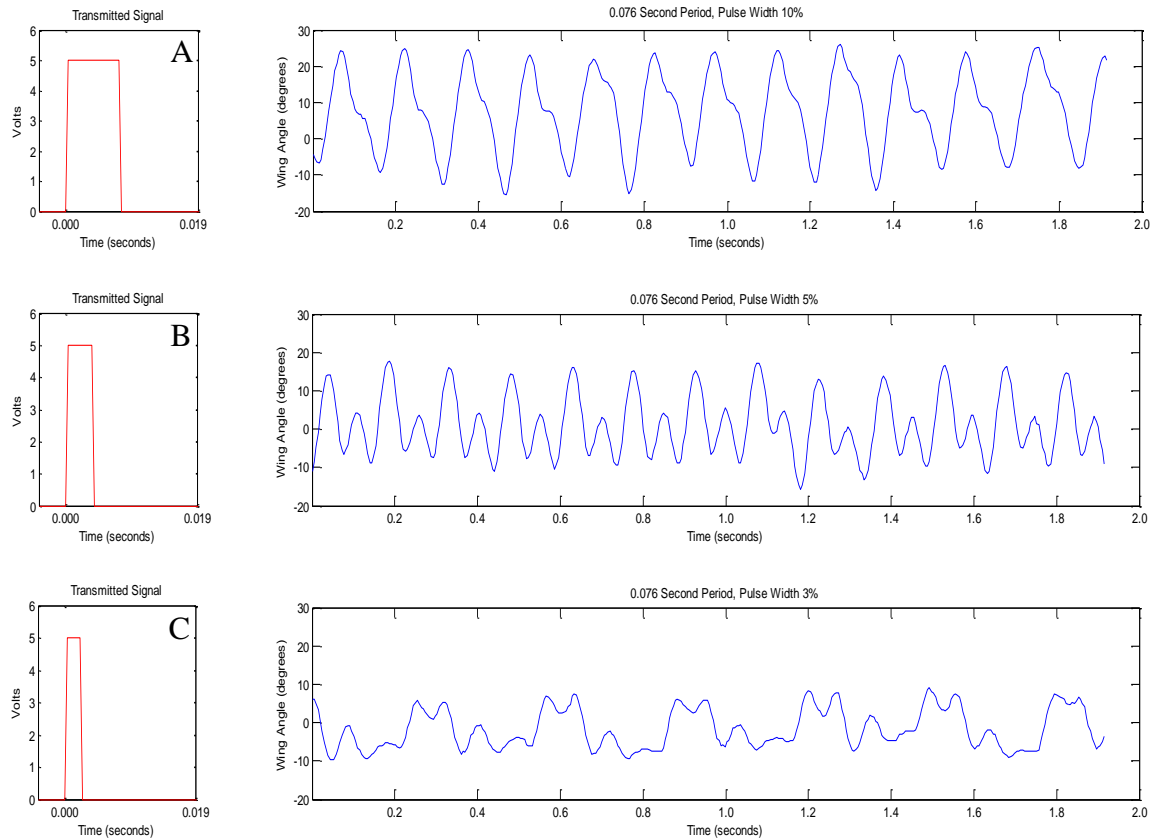 Transmitted Signal
A
6
5
4
3
2
1
0
Volts
0.000 0.019
Time (seconds)
0.076 Second Period, Pulse Width 10%
30
20
10
0
-10
-20
Wing Angle (degrees)
0.2 0.4 0.6 0.8 1.0 1.2 1.4 1.6 1.8 2.0
Time (seconds)
Transmitted Signal
B
6
5
4
3
2
1
0
Volts
0.000 0.019
Time (seconds)
0.076 Second Period, Pulse Width 5%
30
20
10
0
-10
-20
Wing Angle (degrees)
0.2 0.4 0.6 0.8 1.0 1.2 1.4 1.6 1.8 2.0
Time (seconds)
Transmitted Signal
C
6
5
4
3
2
1
0
Volts
0.000 0.019
Time (seconds)
0.076 Second Period, Pulse Width 3%
30
20
10
0
-10
-20
Wing Angle (degrees)
0.2 0.4 0.6 0.8 1.0 1.2 1.4 1.6 1.8 2.0
Time (seconds)